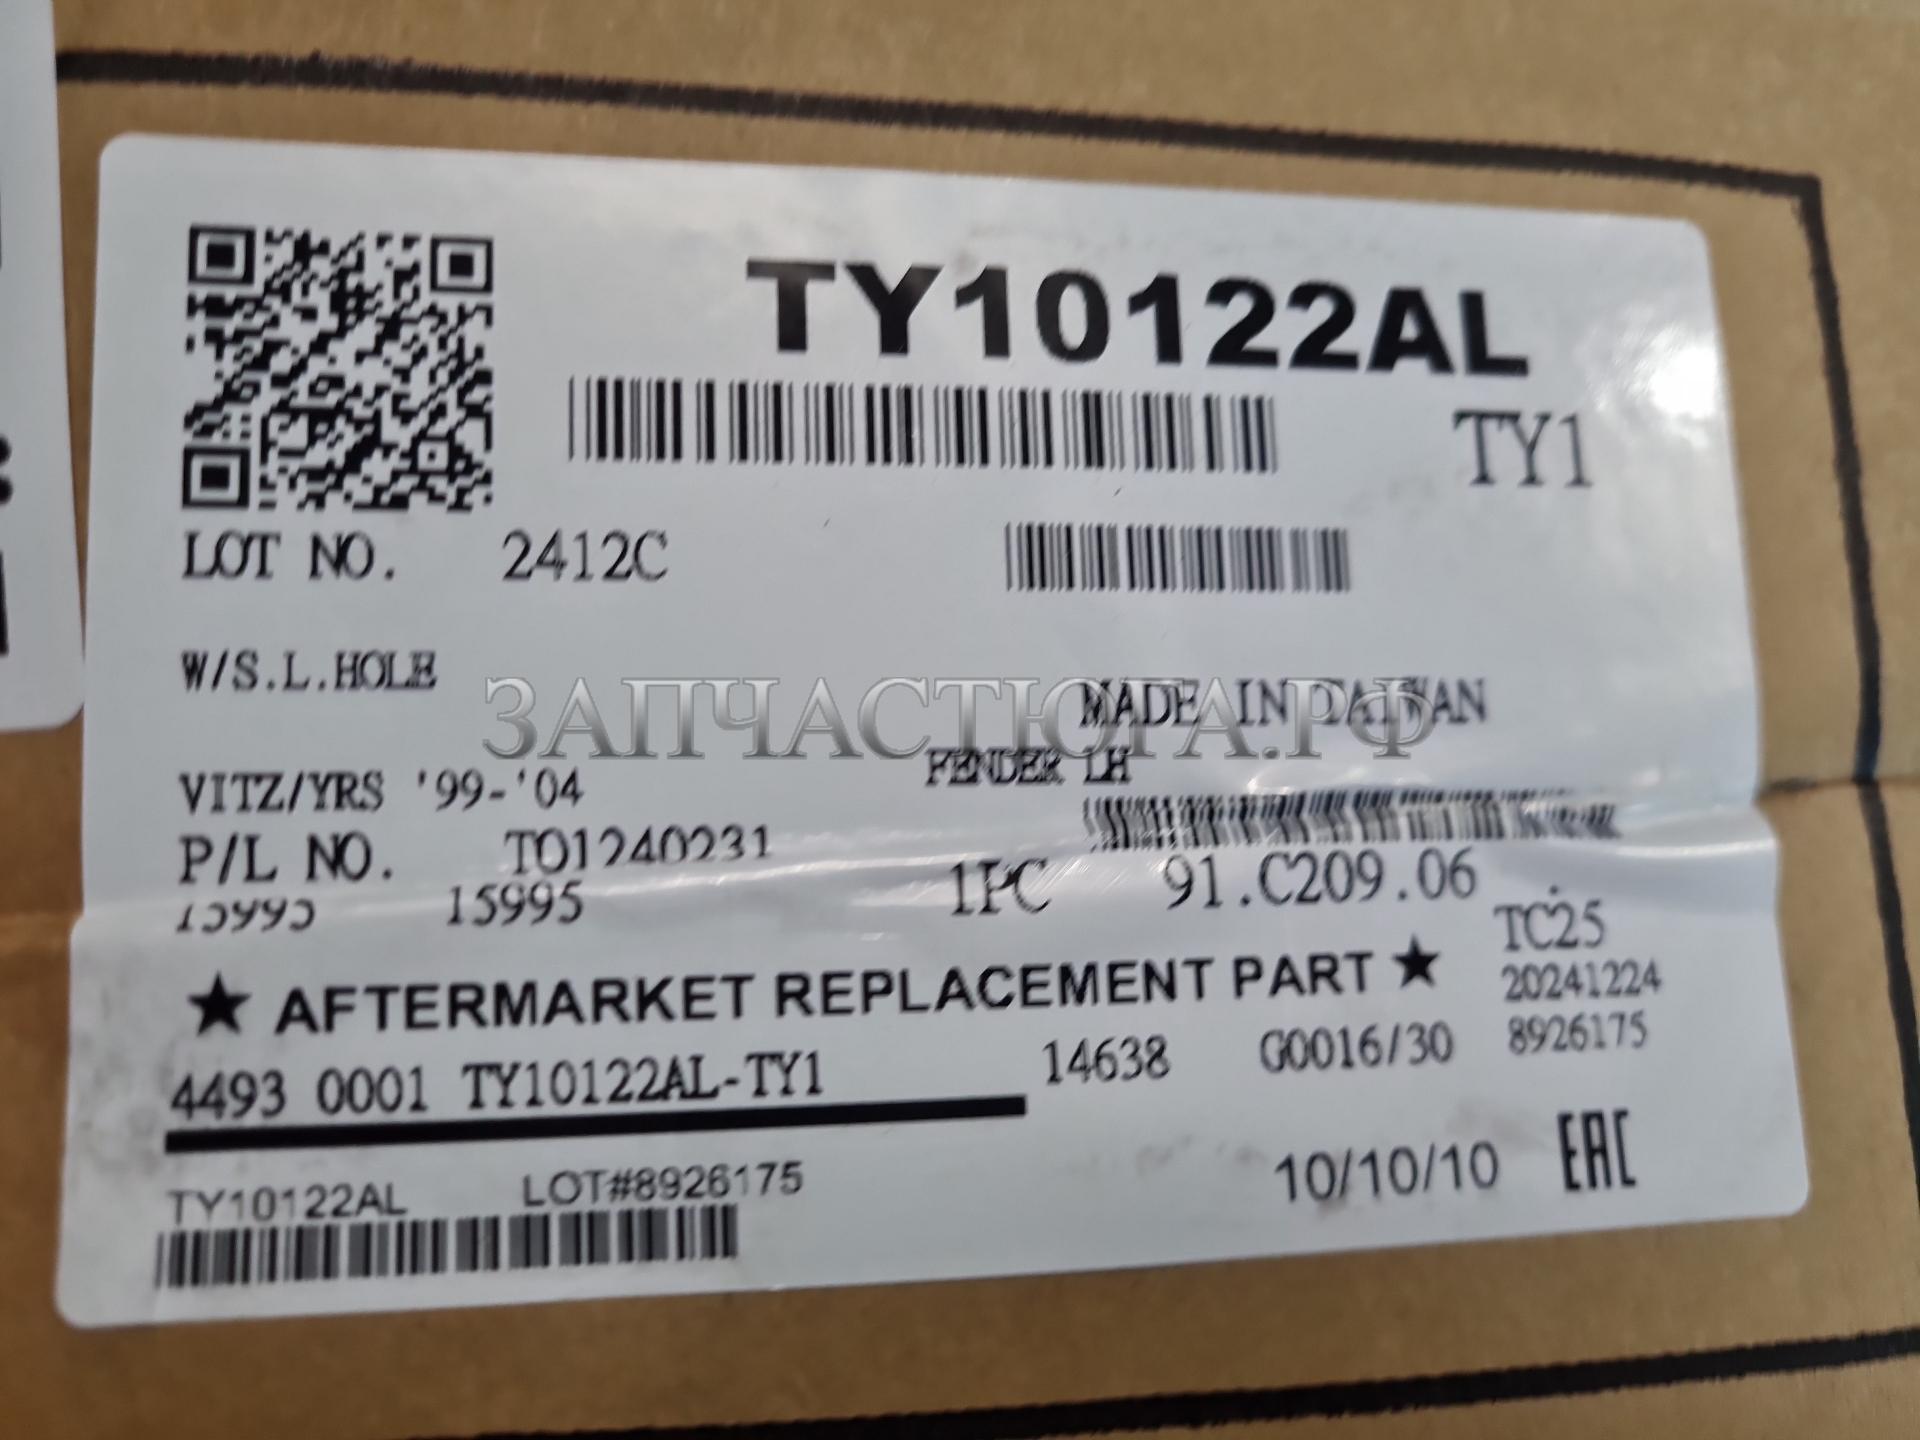 TY10122AL
TY1
LOT NO. 2412C
W/S.L.HOLE
MADE IN TAIWAN
ЗАПЧАСТЮГА.РФ
FENDER LH
VITZ/YRS '99-'04
P/L NO. TO1240231
15995 15995
1PC 91.C209.06
TC25
★ AFTERMARKET REPLACEMENT PART ★
20241224
4493 0001 TY10122AL-TY1 14638 G0016/30 8926175
TY10122AL LOT#8926175
10/10/10 EAC